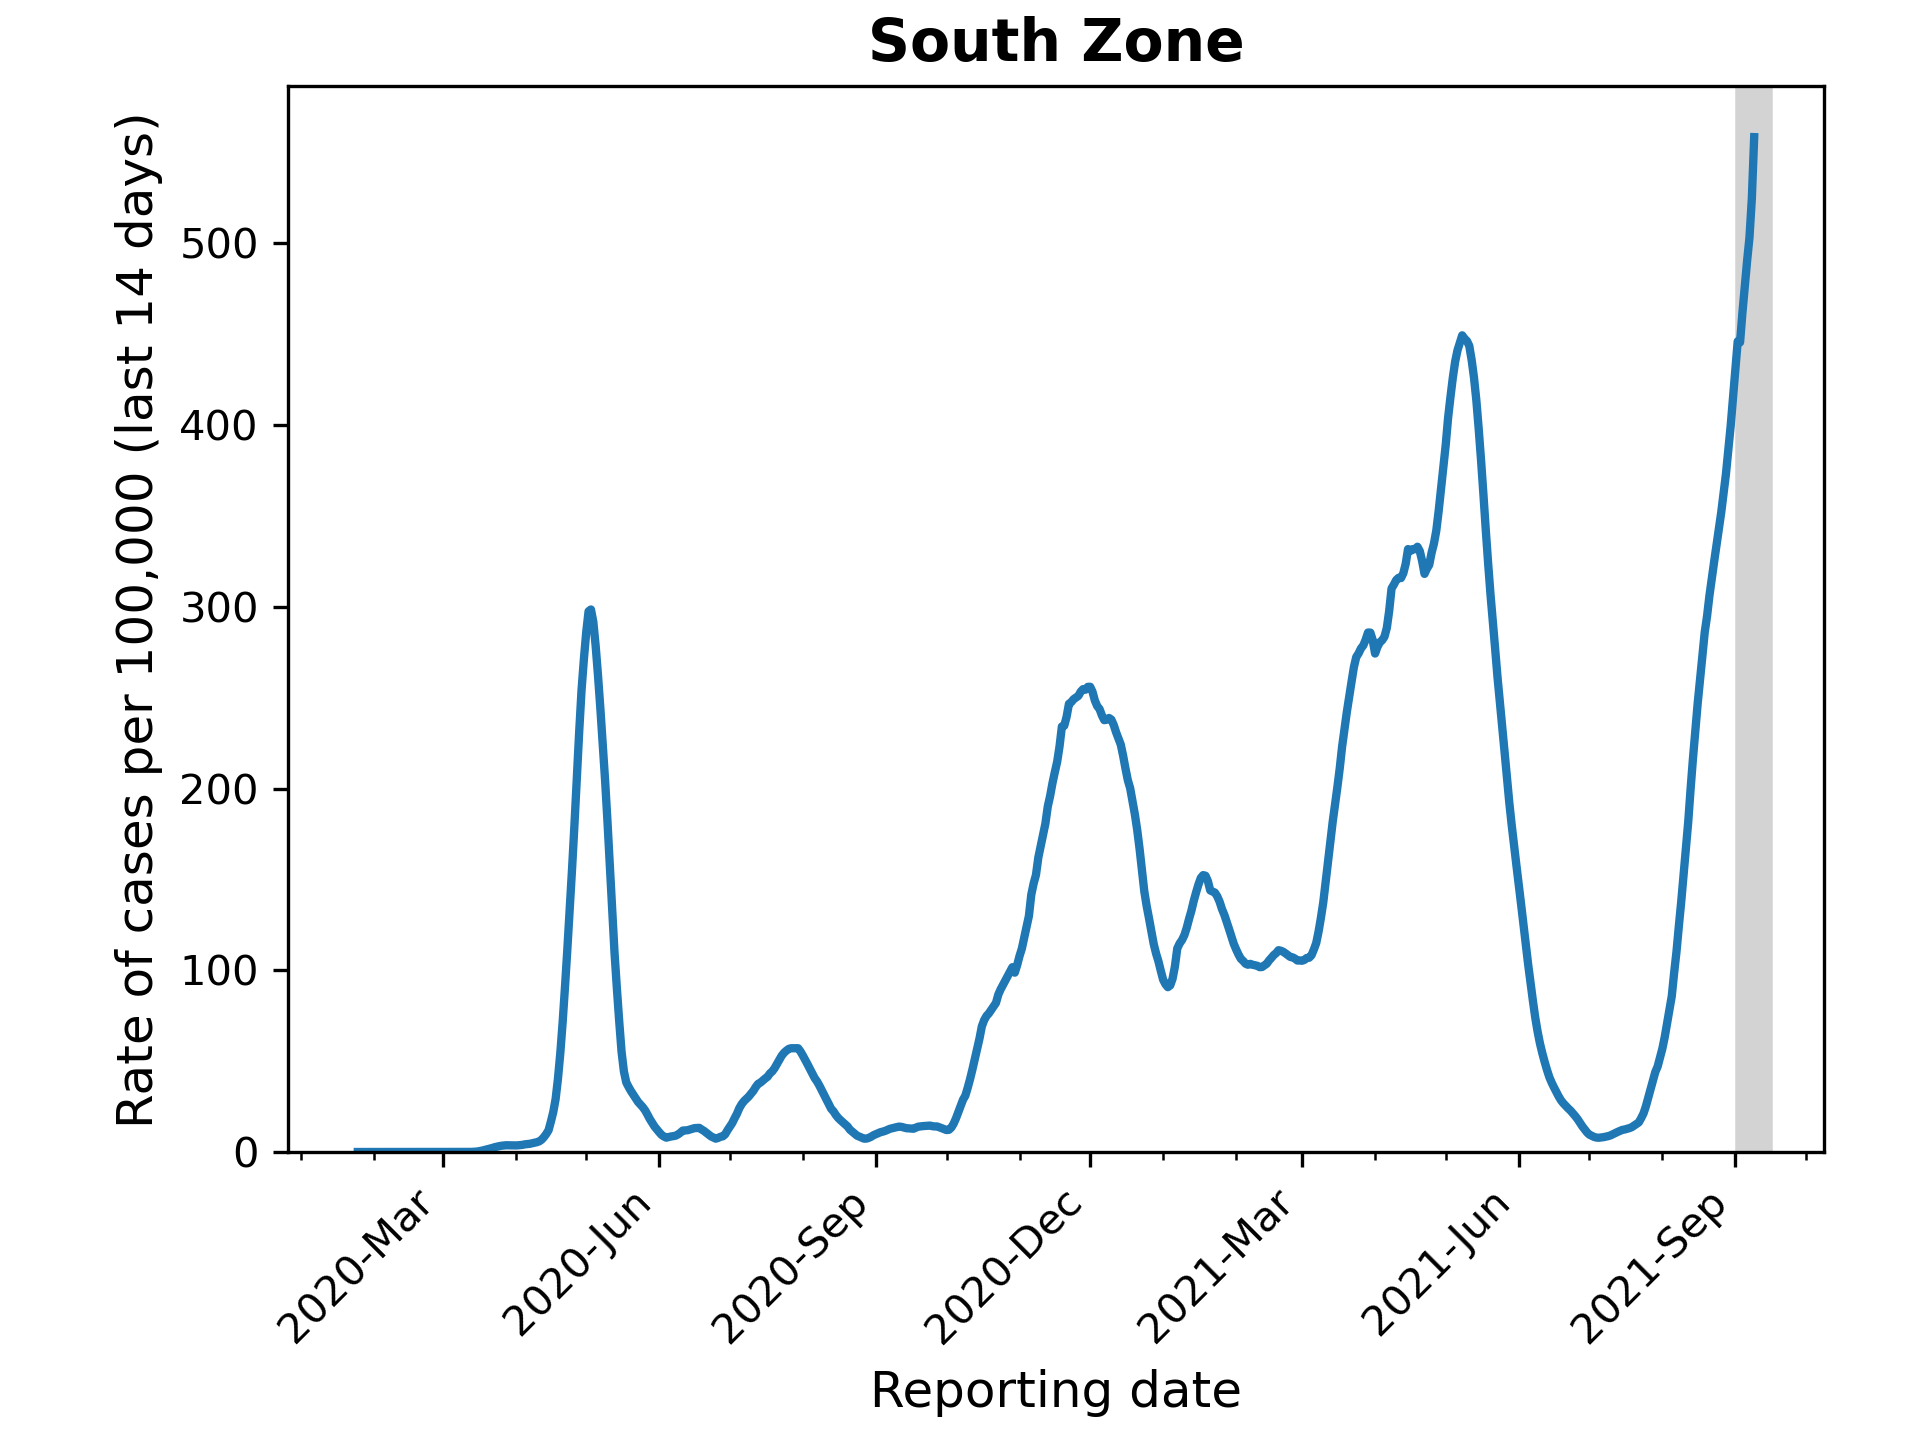 South Zone
Rate of cases per 100,000 (last 14 days)
500
400
300
200
100
0
2020-Mar
2020-Jun
2020-Sep
2020-Dec
2021-Mar
2021-Jun
2021-Sep
Reporting date